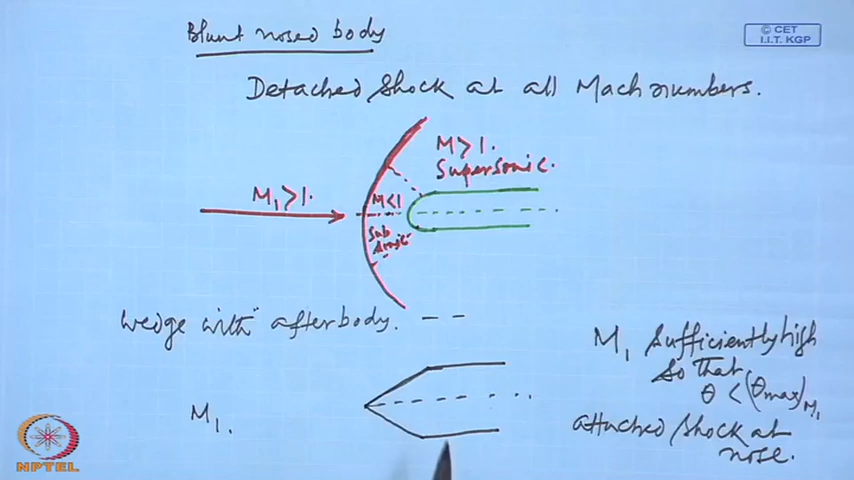 Blunt nosed body
© CET
I.I.T. KGP
Detached shock at all Mach numbers.
M > 1.
Supersonic.
M₁ > 1.
M < 1
Sub
sonic
wedge with afterbody. - - -
M₁ sufficiently high
so that
θ < (θmax)M₁
attached shock at
nose.
M₁.
NPTEL